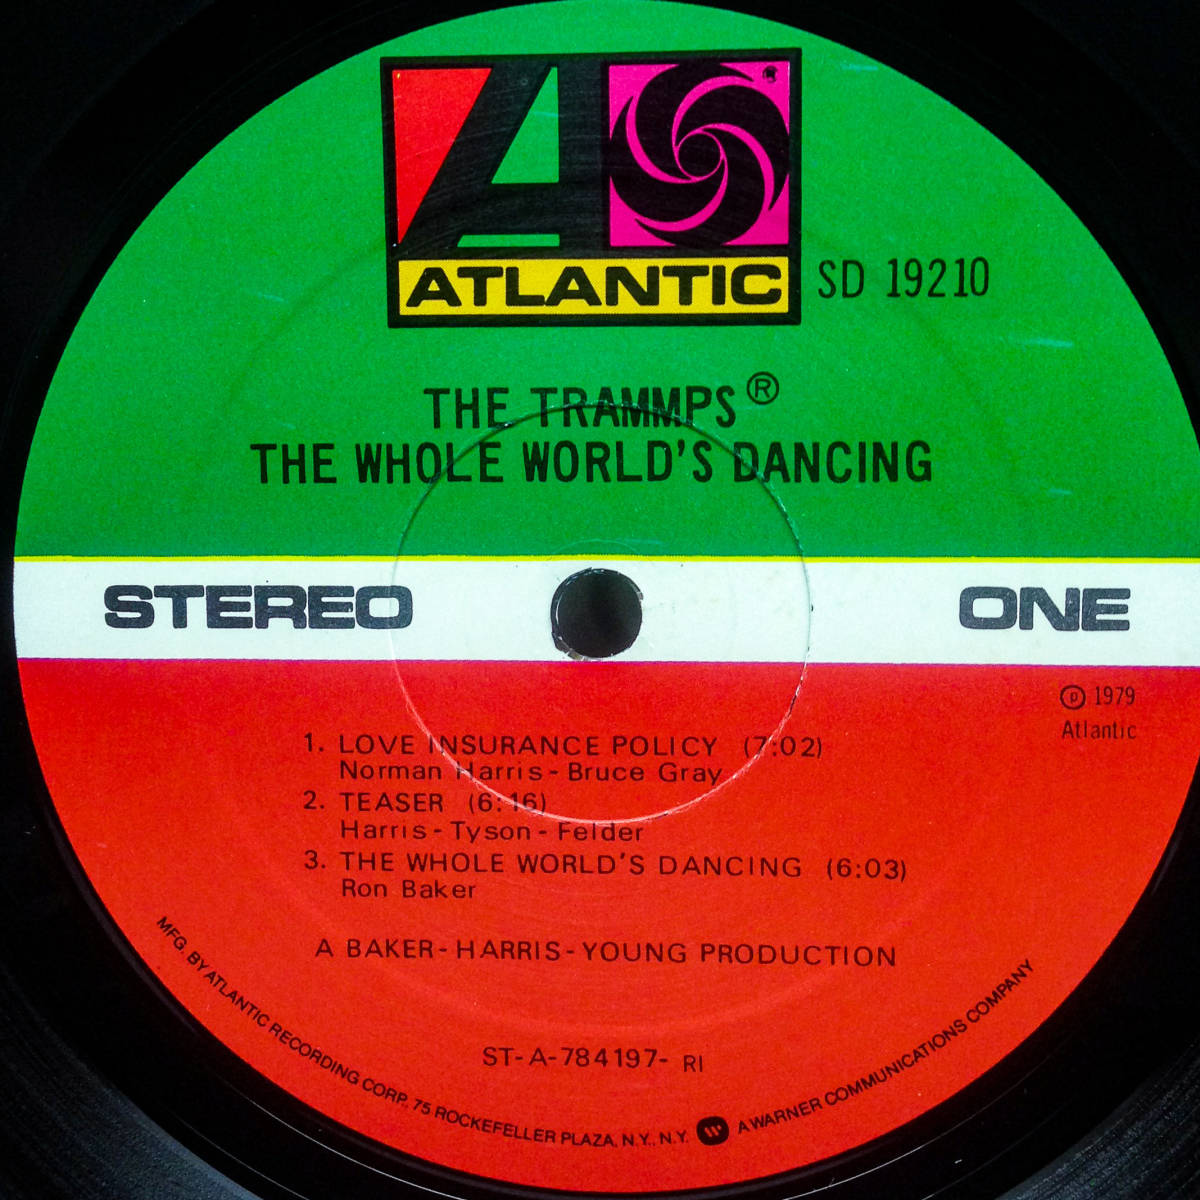 ATLANTIC
SD 19210
THE TRAMMPS®
THE WHOLE WORLD'S DANCING
STEREO
ONE
℗ 1979
Atlantic
1. LOVE INSURANCE POLICY (7:02)
Norman Harris-Bruce Gray
2. TEASER (6:16)
Harris-Tyson-Felder
3. THE WHOLE WORLD'S DANCING (6:03)
Ron Baker
A BAKER-HARRIS-YOUNG PRODUCTION
ST-A-784197- RI
MFG. BY ATLANTIC RECORDING CORP., 75 ROCKEFELLER PLAZA, N.Y., N.Y. W A WARNER COMMUNICATIONS COMPANY